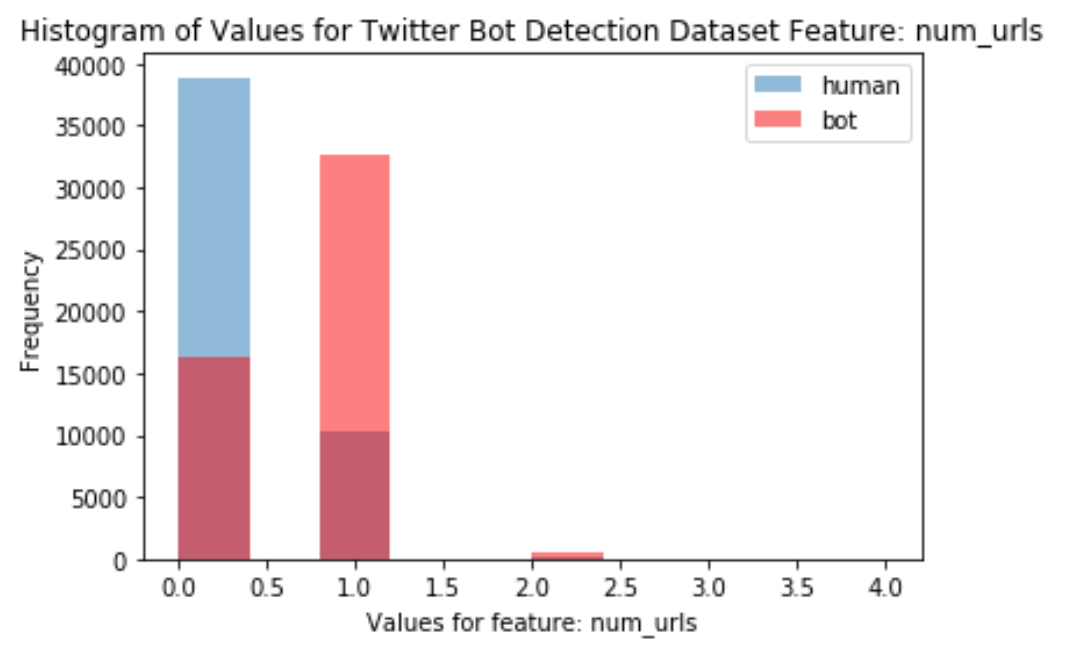 Histogram of Values for Twitter Bot Detection Dataset Feature: num_urls
human
bot
Frequency
40000
35000
30000
25000
20000
15000
10000
5000
0
0.0 0.5 1.0 1.5 2.0 2.5 3.0 3.5 4.0
Values for feature: num_urls